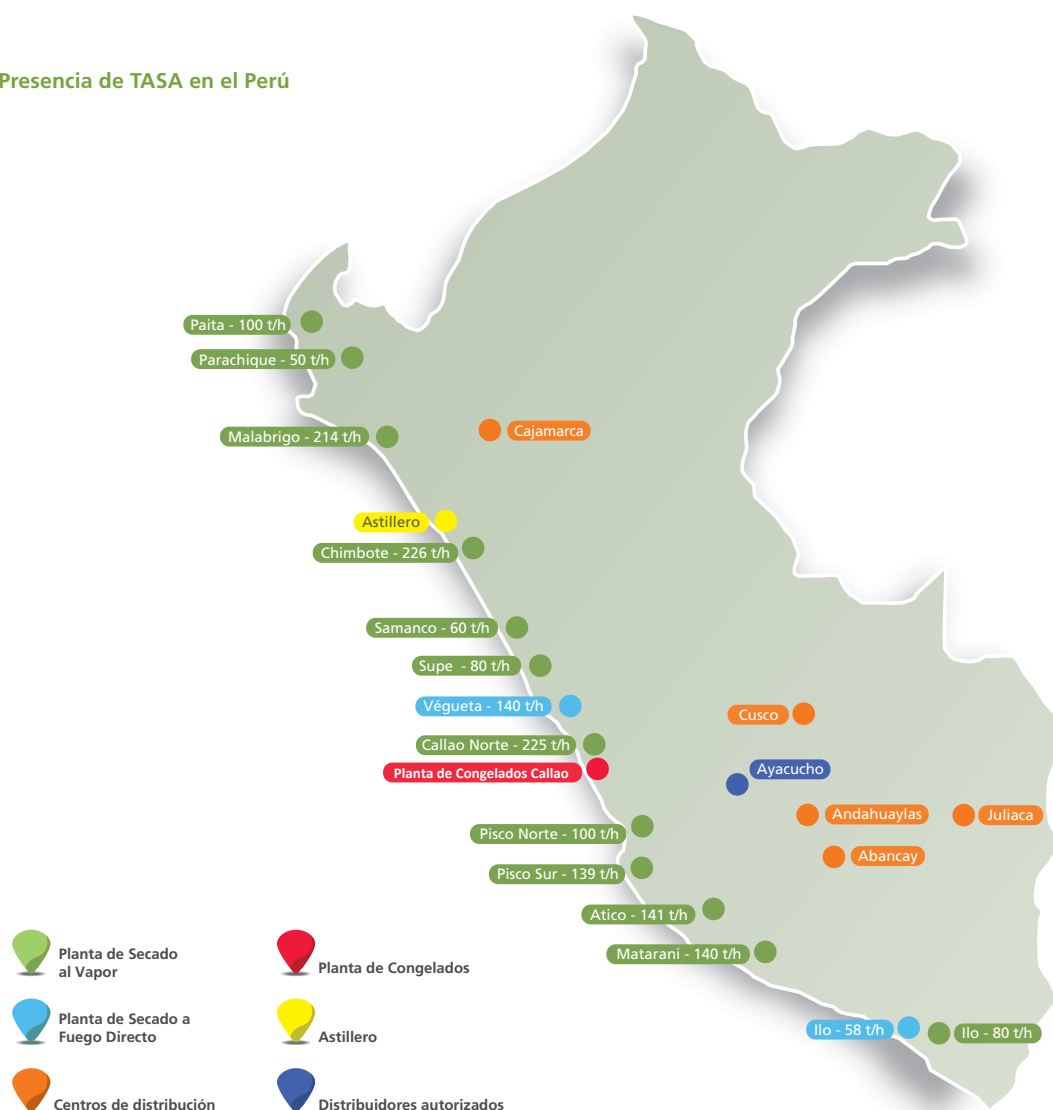 Presencia de TASA en el Perú
Paita - 100 t/h
Parachique - 50 t/h
Malabrigo - 214 t/h
Cajamarca
Astillero
Chimbote - 226 t/h
Samanco - 60 t/h
Supe - 80 t/h
Végueta - 140 t/h
Cusco
Callao Norte - 225 t/h
Planta de Congelados Callao
Ayacucho
Andahuaylas
Juliaca
Pisco Norte - 100 t/h
Abancay
Pisco Sur - 139 t/h
Atico - 141 t/h
Matarani - 140 t/h
Ilo - 58 t/h
Ilo - 80 t/h
Planta de Secado
al Vapor
Planta de Congelados
Planta de Secado a
Fuego Directo
Astillero
Centros de distribución
Distribuidores autorizados